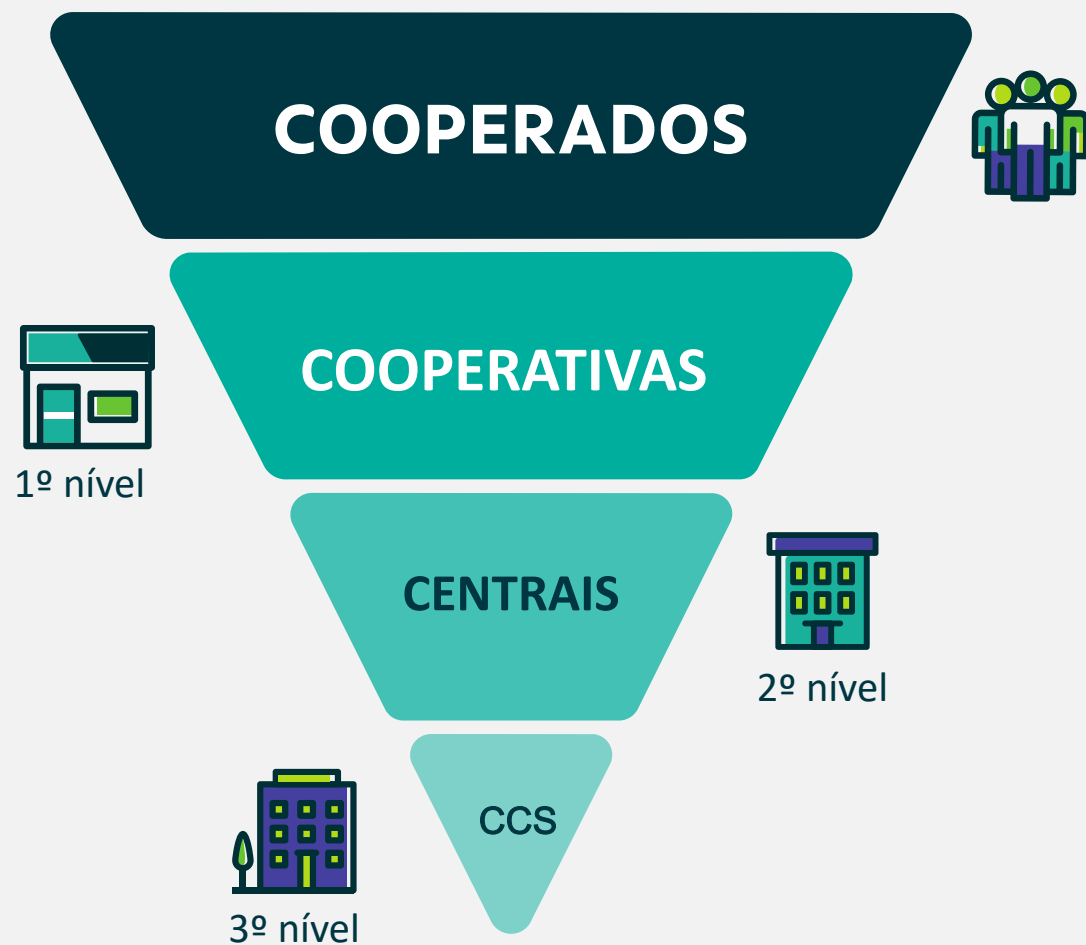 COOPERADOS
COOPERATIVAS
1º nível
CENTRAIS
2º nível
CCS
3º nível